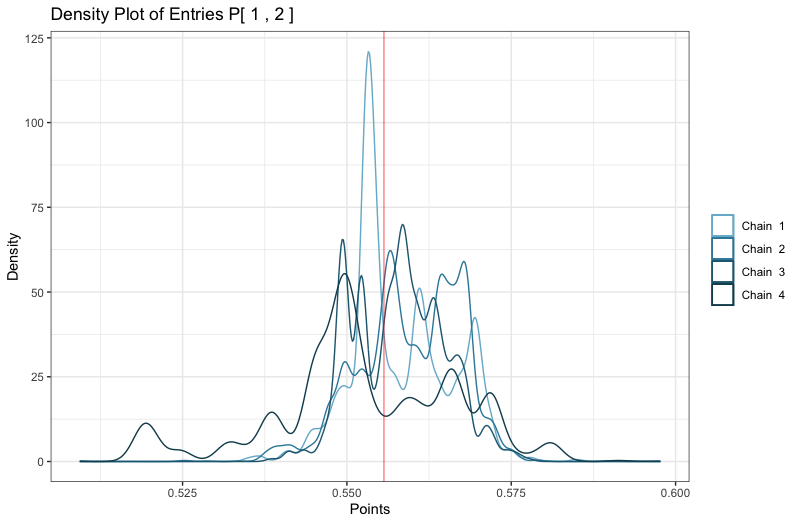 Density Plot of Entries P[ 1 , 2 ]
125
100
75
50
25
0
Density
0.525
0.550
0.575
0.600
Points
Chain 1
Chain 2
Chain 3
Chain 4